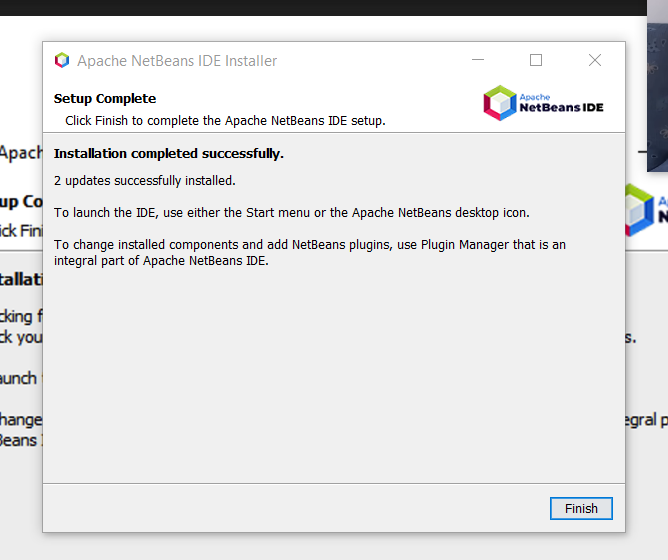 Apache NetBeans IDE Installer
Setup Complete
Click Finish to complete the Apache NetBeans IDE setup.
Apache
NetBeans IDE
Installation completed successfully.
2 updates successfully installed.
To launch the IDE, use either the Start menu or the Apache NetBeans desktop icon.
To change installed components and add NetBeans plugins, use Plugin Manager that is an
integral part of Apache NetBeans IDE.
Finish